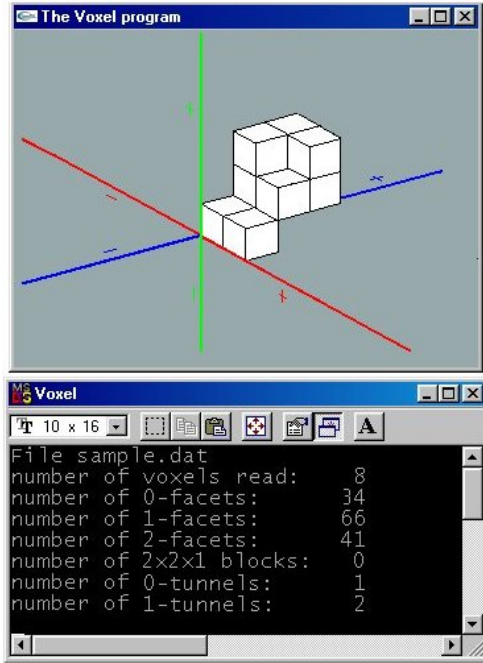 The Voxel program
+
-
-
+
-
+
Voxel
10 x 16
A
File sample.dat
number of voxels read: 8
number of 0-facets: 34
number of 1-facets: 66
number of 2-facets: 41
number of 2x2x1 blocks: 0
number of 0-tunnels: 1
number of 1-tunnels: 2